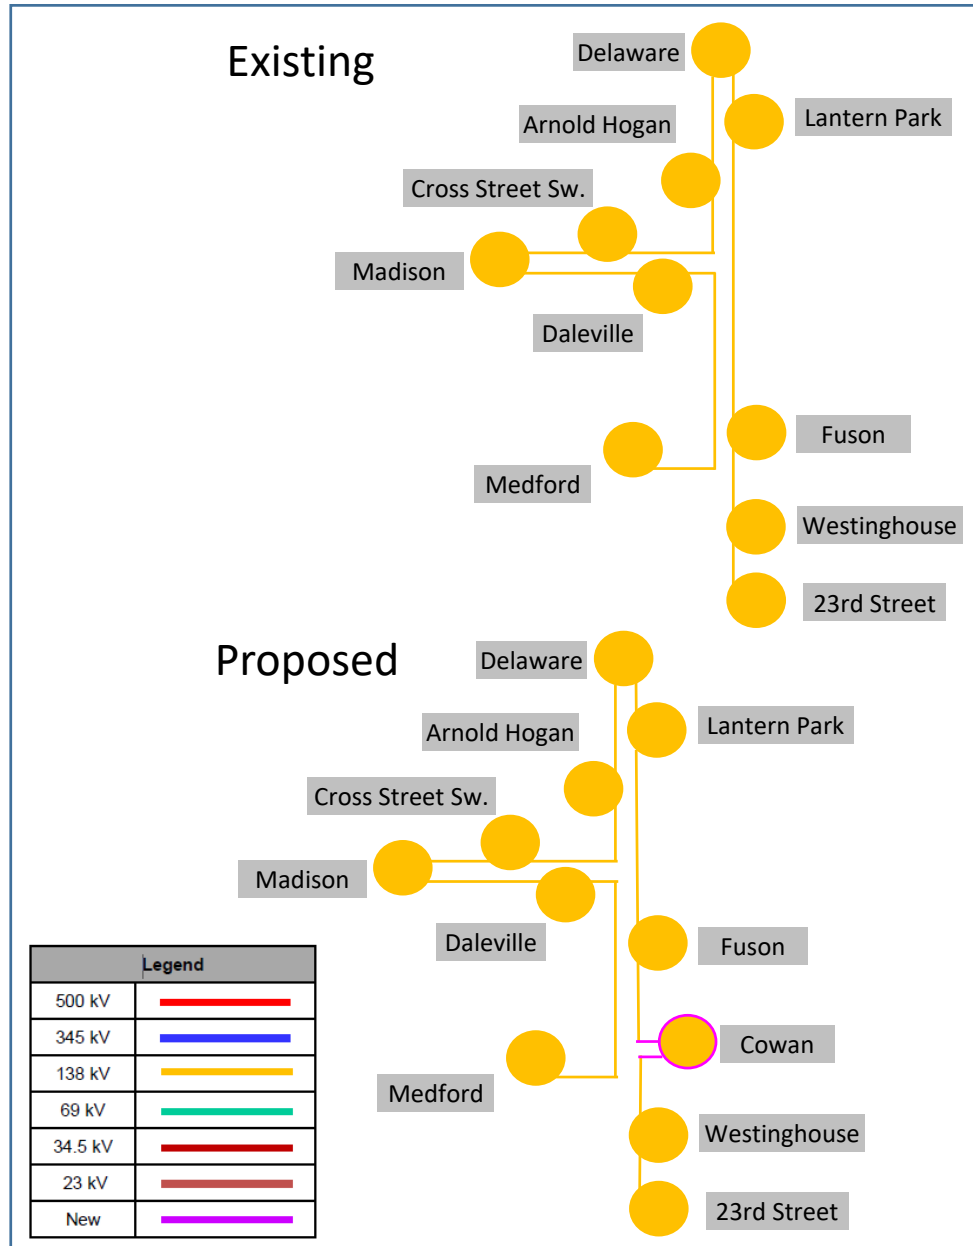 Existing
Delaware
Lantern Park
Arnold Hogan
Cross Street Sw.
Madison
Daleville
Fuson
Medford
Westinghouse
23rd Street
Proposed
Delaware
Lantern Park
Arnold Hogan
Cross Street Sw.
Madison
Daleville
Fuson
Cowan
Medford
Westinghouse
23rd Street
Legend
500 kV
345 kV
138 kV
69 kV
34.5 kV
23 kV
New